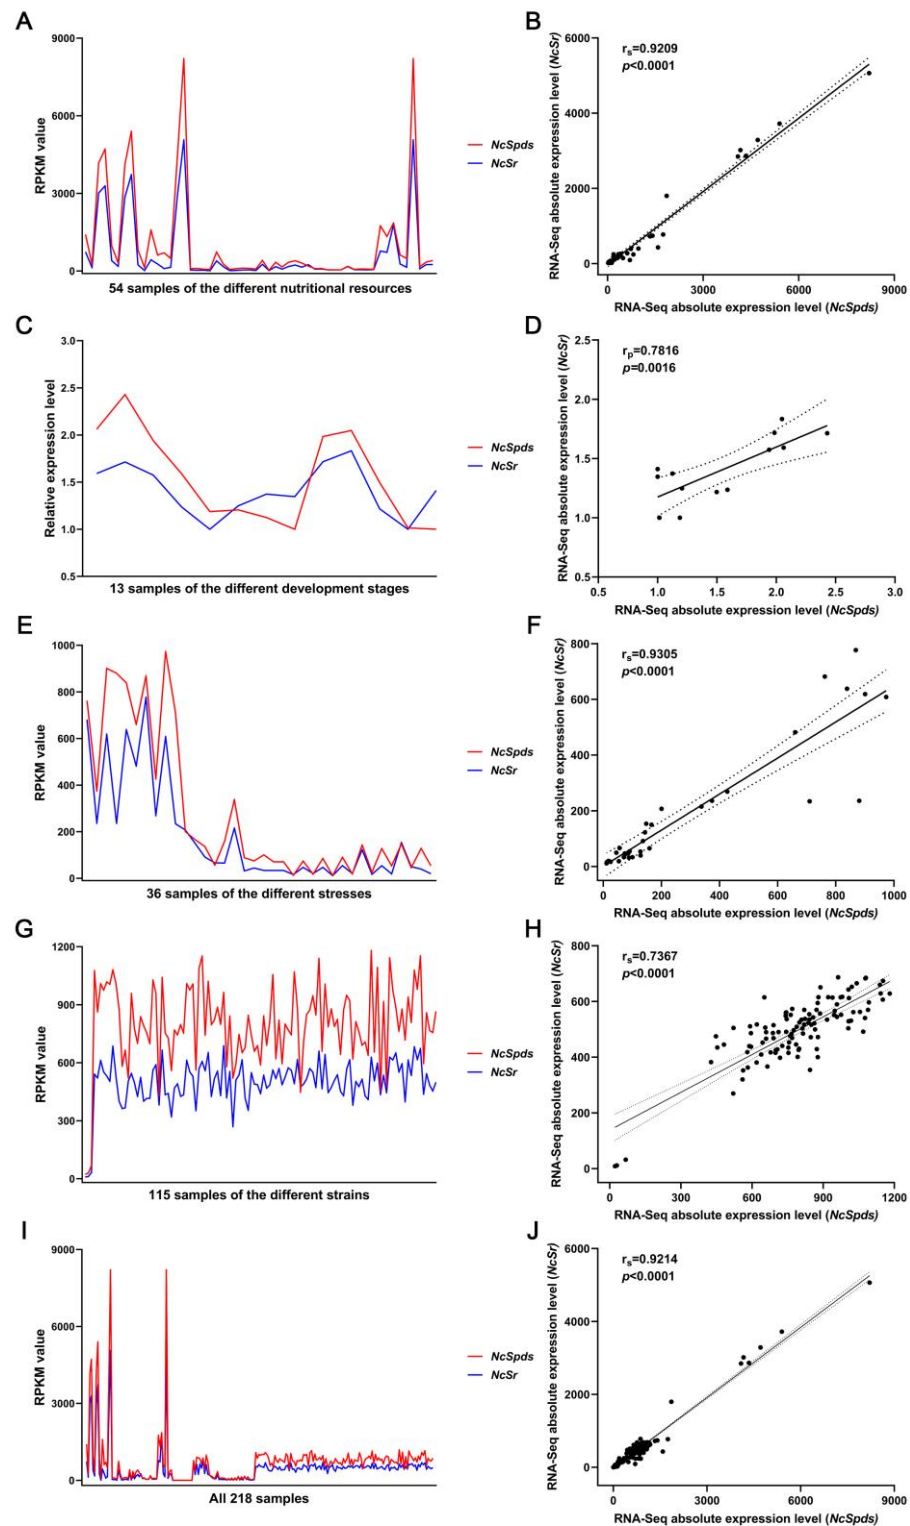 A
9000
6000
3000
0
RPKM value
54 samples of the different nutritional resources
NcSpds
NcSr
B
6000
4000
2000
0
RNA-Seq absolute expression level (NcSr)
rs=0.9209
p<0.0001
0
3000
6000
9000
RNA-Seq absolute expression level (NcSpds)
C
3.0
2.5
2.0
1.5
1.0
0.5
Relative expression level
13 samples of the different development stages
NcSpds
NcSr
D
2.5
2.0
1.5
1.0
0.5
RNA-Seq absolute expression level (NcSr)
rp=0.7816
p=0.0016
0.5
1.0
1.5
2.0
2.5
3.0
RNA-Seq absolute expression level (NcSpds)
E
1000
800
600
400
200
0
RPKM value
36 samples of the different stresses
NcSpds
NcSr
F
800
600
400
200
0
RNA-Seq absolute expression level (NcSr)
rs=0.9305
p<0.0001
0
200
400
600
800
1000
RNA-Seq absolute expression level (NcSpds)
G
1200
900
600
300
0
RPKM value
115 samples of the different strains
NcSpds
NcSr
H
800
600
400
200
0
RNA-Seq absolute expression level (NcSr)
rs=0.7367
p<0.0001
0
300
600
900
1200
RNA-Seq absolute expression level (NcSpds)
I
9000
6000
3000
0
RPKM value
All 218 samples
NcSpds
NcSr
J
6000
4000
2000
0
RNA-Seq absolute expression level (NcSr)
rs=0.9214
p<0.0001
0
3000
6000
9000
RNA-Seq absolute expression level (NcSpds)